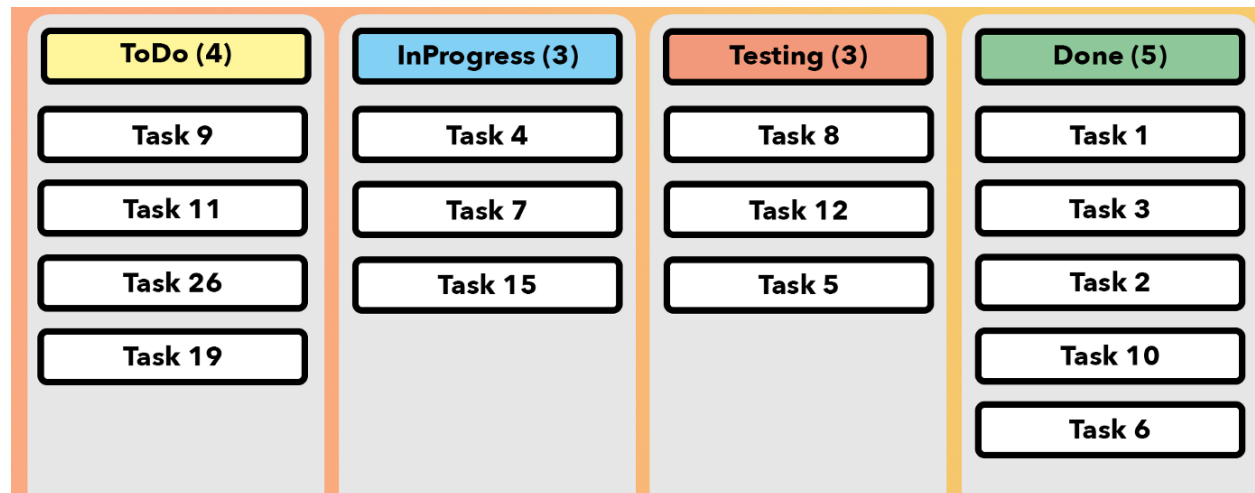 ToDo (4)
Task 9
Task 11
Task 26
Task 19
InProgress (3)
Task 4
Task 7
Task 15
Testing (3)
Task 8
Task 12
Task 5
Done (5)
Task 1
Task 3
Task 2
Task 10
Task 6